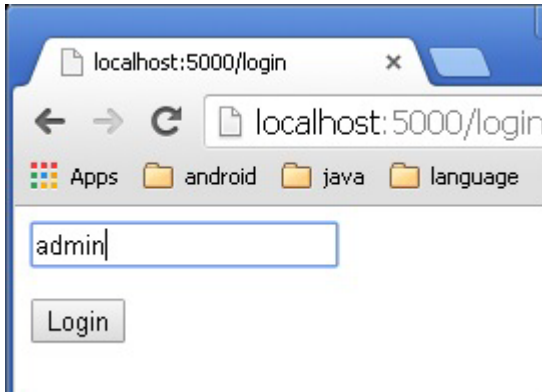 localhost:5000/login
localhost:5000/login
Apps android java language
admin
Login